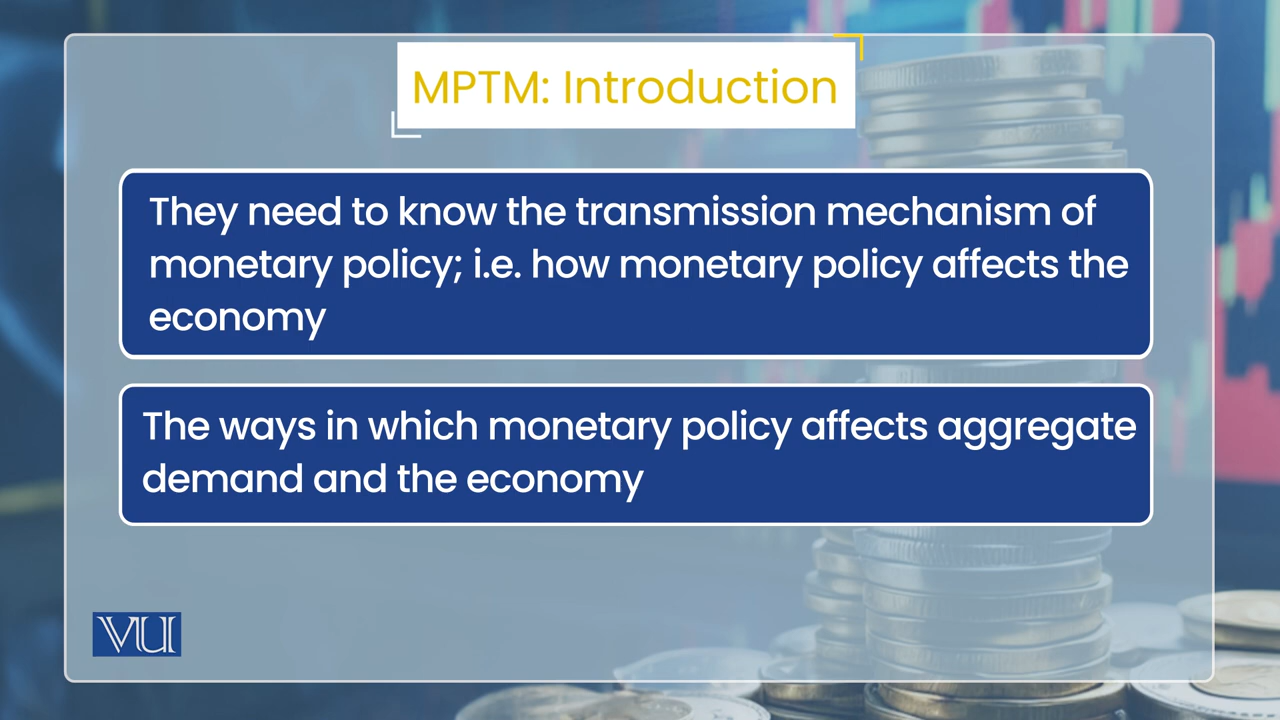 MPTM: Introduction
They need to know the transmission mechanism of
monetary policy; i.e. how monetary policy affects the
economy
The ways in which monetary policy affects aggregate
demand and the economy
VU